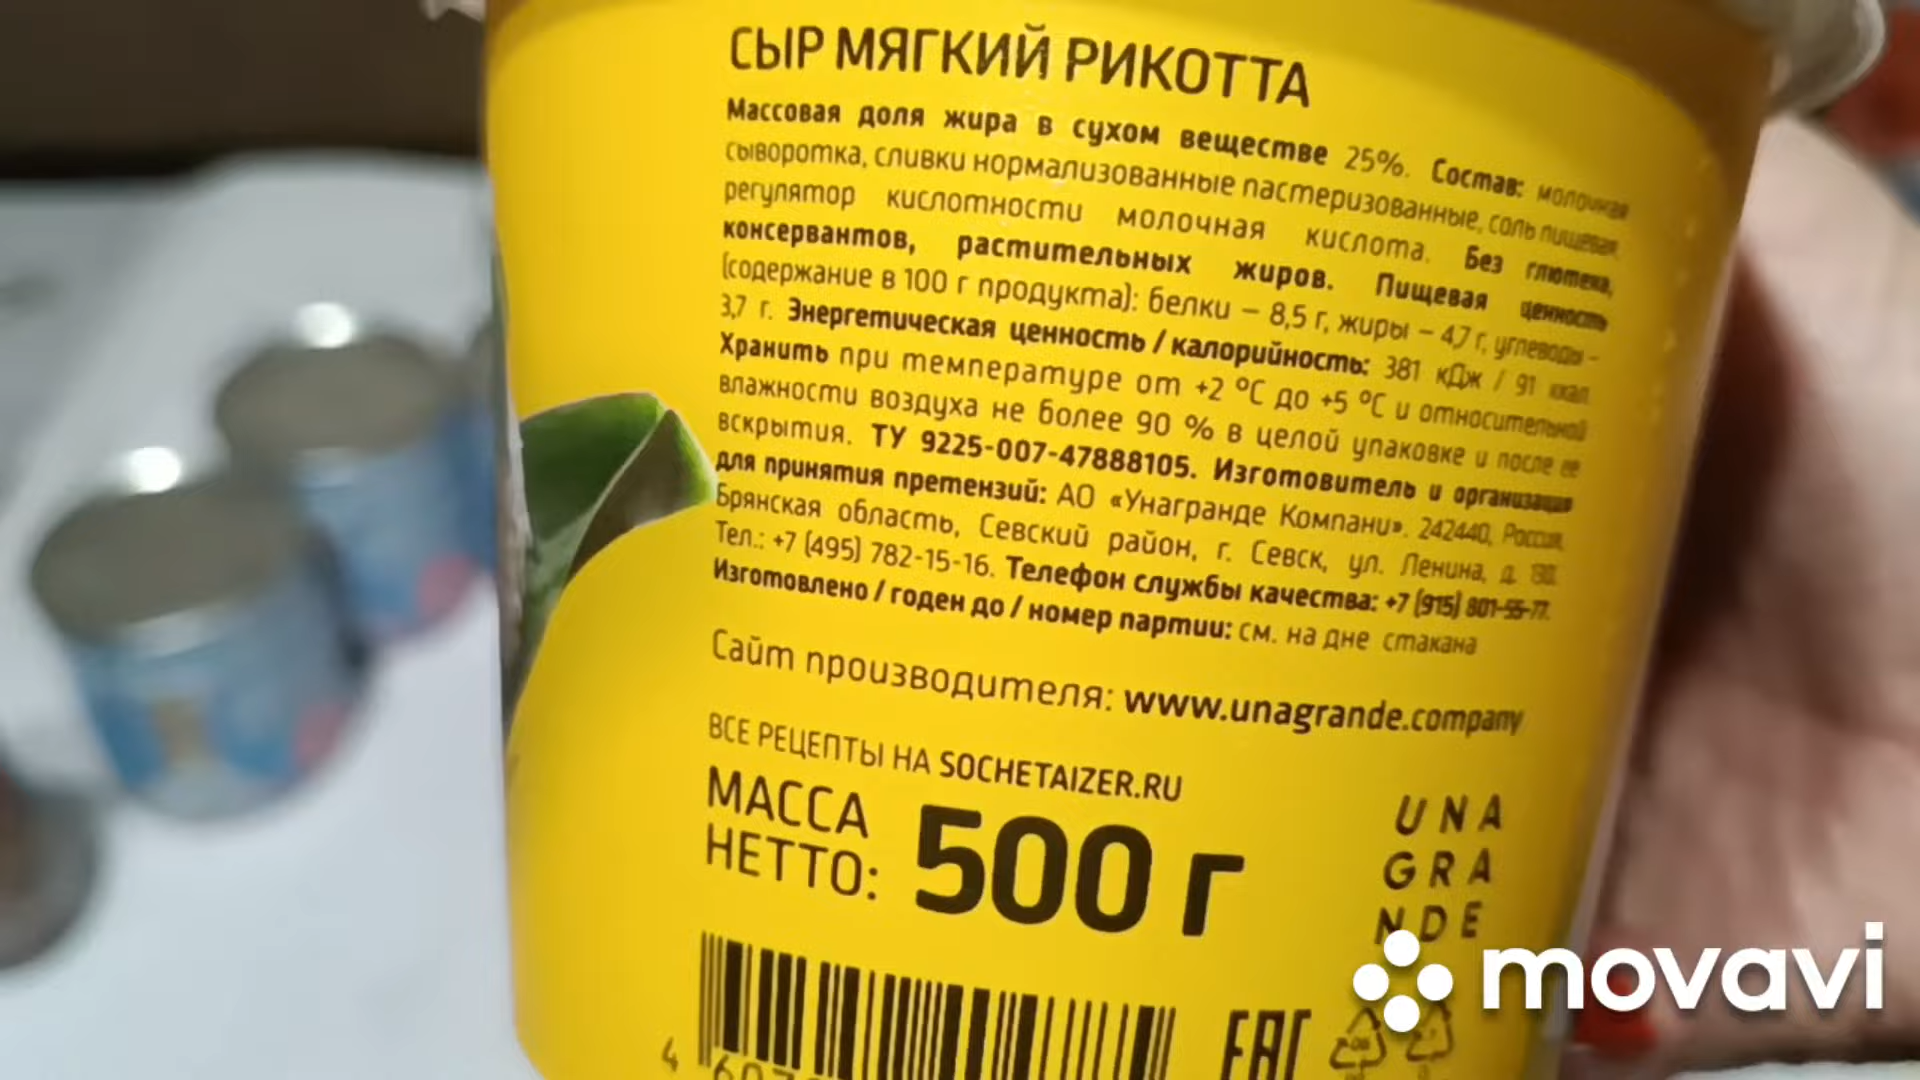 СЫР МЯГКИЙ РИКОТТА
Массовая доля жира в сухом веществе 25%. Состав: молочная
сыворотка, сливки нормализованные пастеризованные, соль пищевая,
регулятор кислотности молочная кислота. Без глютена,
консервантов, растительных жиров. Пищевая ценность
(содержание в 100 г продукта): белки – 8,5 г, жиры – 4,7 г, углеводы –
3,7 г. Энергетическая ценность / калорийность: 381 кДж / 91 ккал.
Хранить при температуре от +2 °C до +5 °C и относительной
влажности воздуха не более 90 % в целой упаковке и после ее
вскрытия. ТУ 9225-007-47888105. Изготовитель и организация
для принятия претензий: АО «Унагранде Компани». 242440, Россия,
Брянская область, Севский район, г. Севск, ул. Ленина, д.
Тел.: +7 (495) 782-15-16. Телефон службы качества: +7 (915) 801-55-77.
Изготовлено / годен до / номер партии: см. на дне стакана
Сайт производителя: www.unagrande.company
ВСЕ РЕЦЕПТЫ НА SOCHETAIZER.RU
МАССА
НЕТТО: 500 г
UNA
GRA
NDE
movavi
EAC